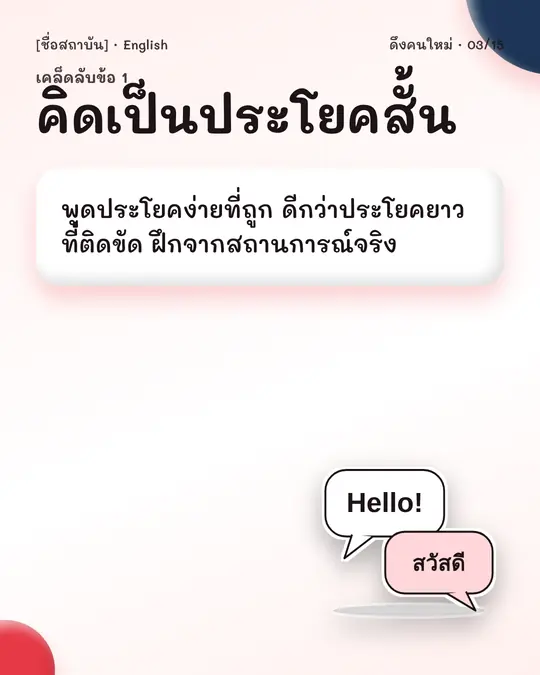 [ชื่อสถาบัน] · English
ดึงคนใหม่ · 03/15
เคล็ดลับข้อ 1
คิดเป็นประโยคสั้น
พูดประโยคง่ายที่ถูก ดีกว่าประโยคยาว
ที่ติดขัด ฝึกจากสถานการณ์จริง
Hello!
สวัสดี